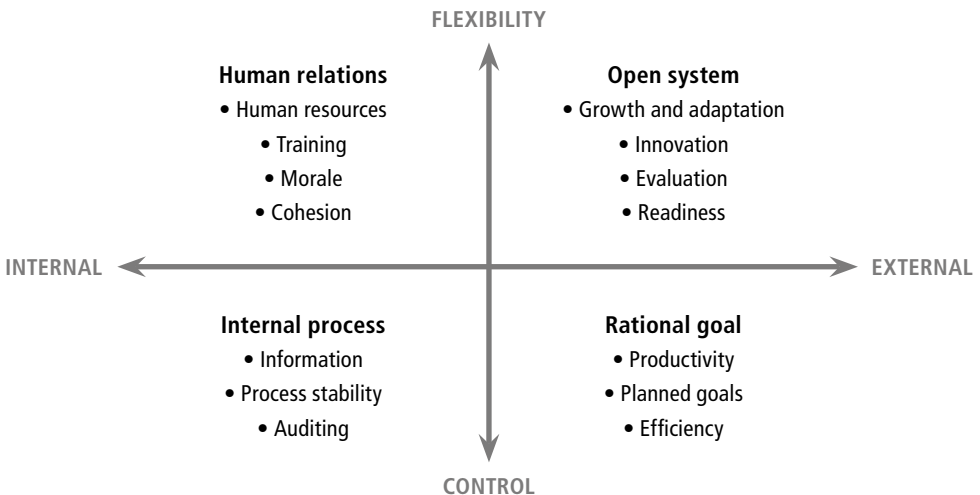 FLEXIBILITY
Human relations
• Human resources
• Training
• Morale
• Cohesion
Open system
• Growth and adaptation
• Innovation
• Evaluation
• Readiness
INTERNAL
EXTERNAL
Internal process
• Information
• Process stability
• Auditing
Rational goal
• Productivity
• Planned goals
• Efficiency
CONTROL